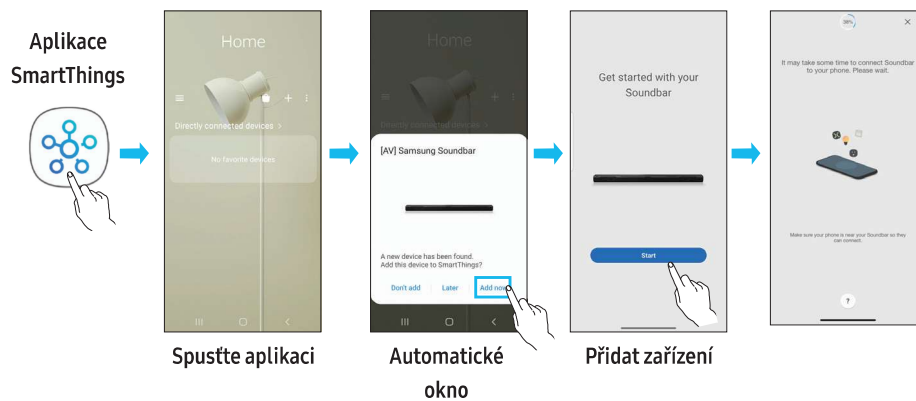 Aplikace
SmartThings
Home
Directly connected devices >
No favorite devices
Spusťte aplikaci
Home
Directly connected devices >
[AV] Samsung Soundbar
A new device has been found.
Add this device to SmartThings?
Don't add
Later
Add now
Automatické
okno
Get started with your
Soundbar
Start
Přidat zařízení
38%
It may take some time to connect Soundbar
to your phone. Please wait.
Make sure your phone is near your Soundbar so they
can connect.
?